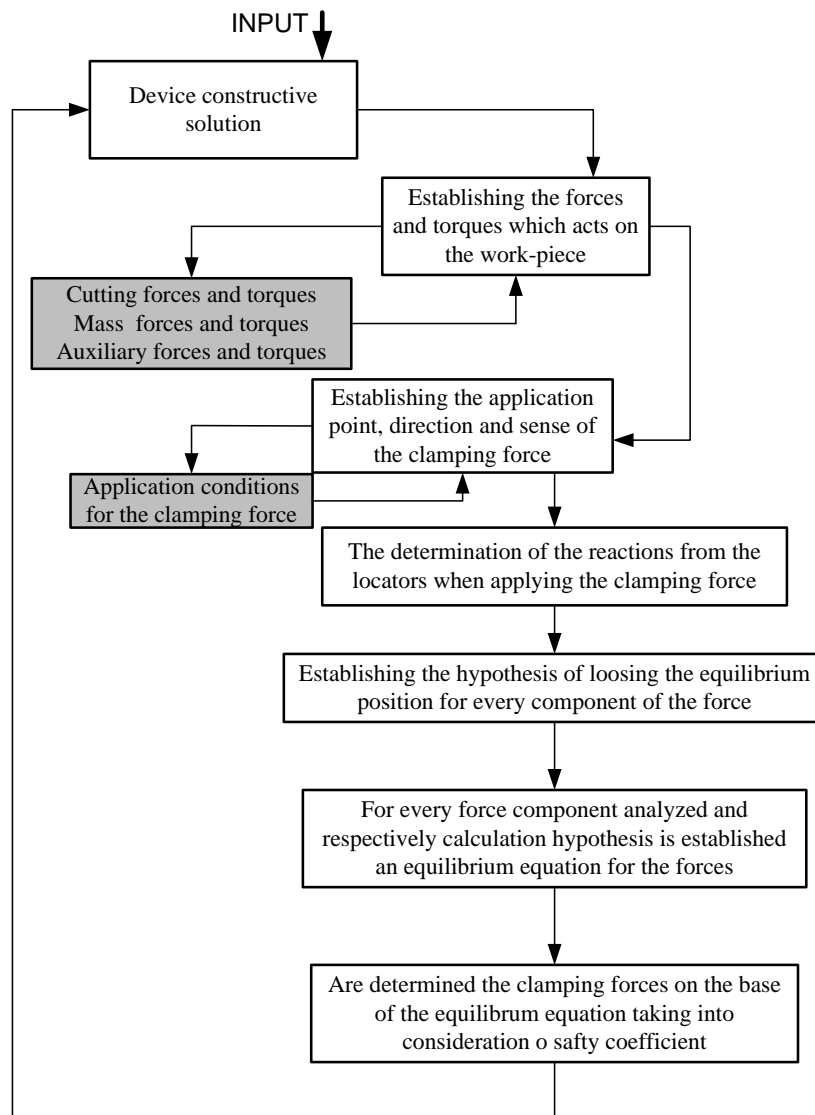 INPUT
Device constructive
solution
Establishing the forces
and torques which acts on
the work-piece
Cutting forces and torques
Mass forces and torques
Auxiliary forces and torques
Establishing the application
point, direction and sense of
the clamping force
Application conditions
for the clamping force
The determination of the reactions from the
locators when applying the clamping force
Establishing the hypothesis of loosing the equilibrium
position for every component of the force
For every force component analyzed and
respectively calculation hypothesis is established
an equilibrium equation for the forces
Are determined the clamping forces on the base
of the equilibrum equation taking into
consideration o safty coefficient